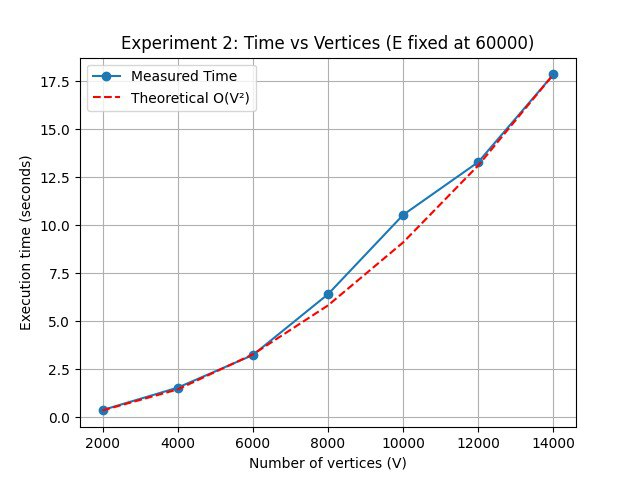 Experiment 2: Time vs Vertices (E fixed at 60000)
Measured Time
Theoretical O(V²)
Execution time (seconds)
17.5
15.0
12.5
10.0
7.5
5.0
2.5
0.0
2000 4000 6000 8000 10000 12000 14000
Number of vertices (V)